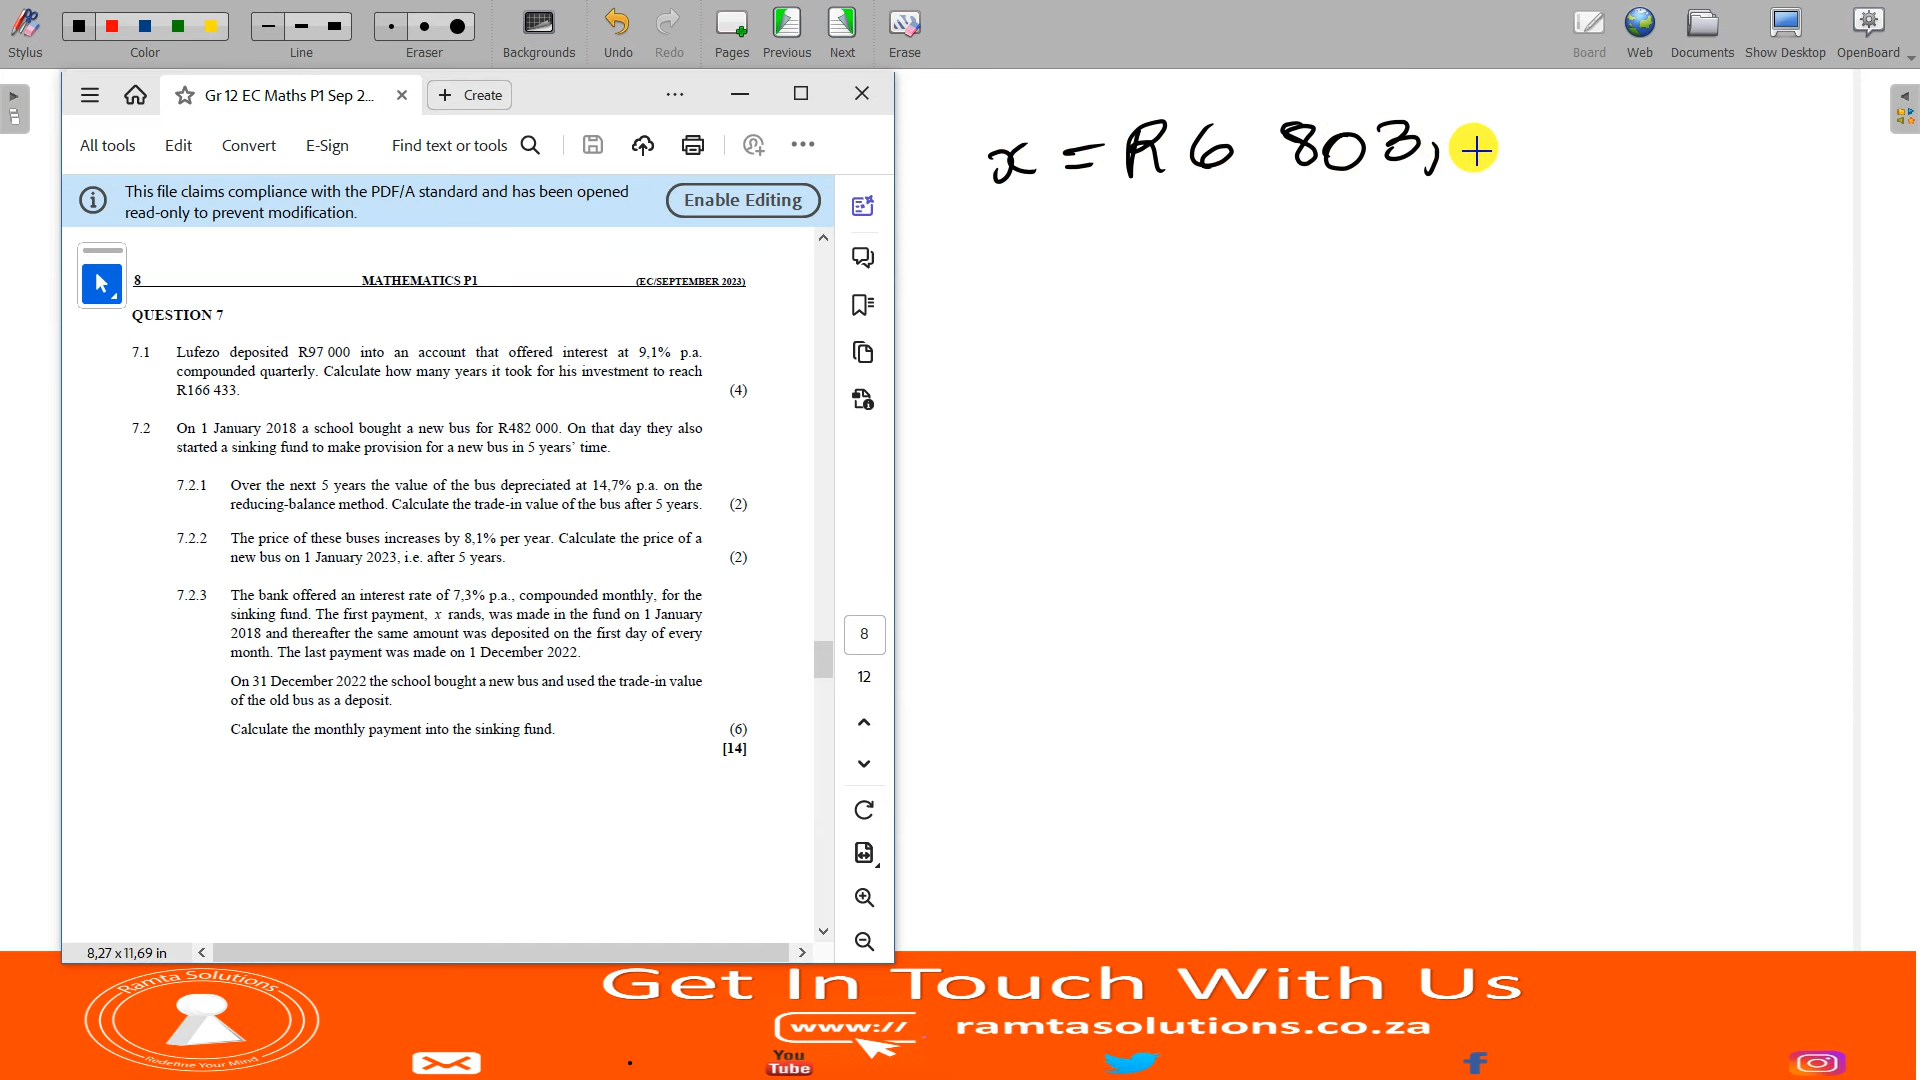 Stylus
Color
Line
Eraser
Backgrounds
Undo
Redo
Pages
Previous
Next
Erase
Board
Web
Documents
Show Desktop
OpenBoard
Gr 12 EC Maths P1 Sep 2...
Create
All tools
Edit
Convert
E-Sign
Find text or tools
This file claims compliance with the PDF/A standard and has been opened
read-only to prevent modification.
Enable Editing
8 MATHEMATICS P1 (EC/SEPTEMBER 2023)
QUESTION 7
7.1 Lufezo deposited R97 000 into an account that offered interest at 9,1% p.a.
compounded quarterly. Calculate how many years it took for his investment to reach
R166 433. (4)
7.2 On 1 January 2018 a school bought a new bus for R482 000. On that day they also
started a sinking fund to make provision for a new bus in 5 years’ time.
7.2.1 Over the next 5 years the value of the bus depreciated at 14,7% p.a. on the
reducing-balance method. Calculate the trade-in value of the bus after 5 years. (2)
7.2.2 The price of these buses increases by 8,1% per year. Calculate the price of a
new bus on 1 January 2023, i.e. after 5 years. (2)
7.2.3 The bank offered an interest rate of 7,3% p.a., compounded monthly, for the
sinking fund. The first payment, x rands, was made in the fund on 1 January
2018 and thereafter the same amount was deposited on the first day of every
month. The last payment was made on 1 December 2022.
On 31 December 2022 the school bought a new bus and used the trade-in value
of the old bus as a deposit.
Calculate the monthly payment into the sinking fund. (6)
[14]
8
12
8,27 x 11,69 in
x = R 6 803,
Ramta Solutions
Redefine Your Mind
Get In Touch With Us
www://
ramtasolutions.co.za
You
Tube